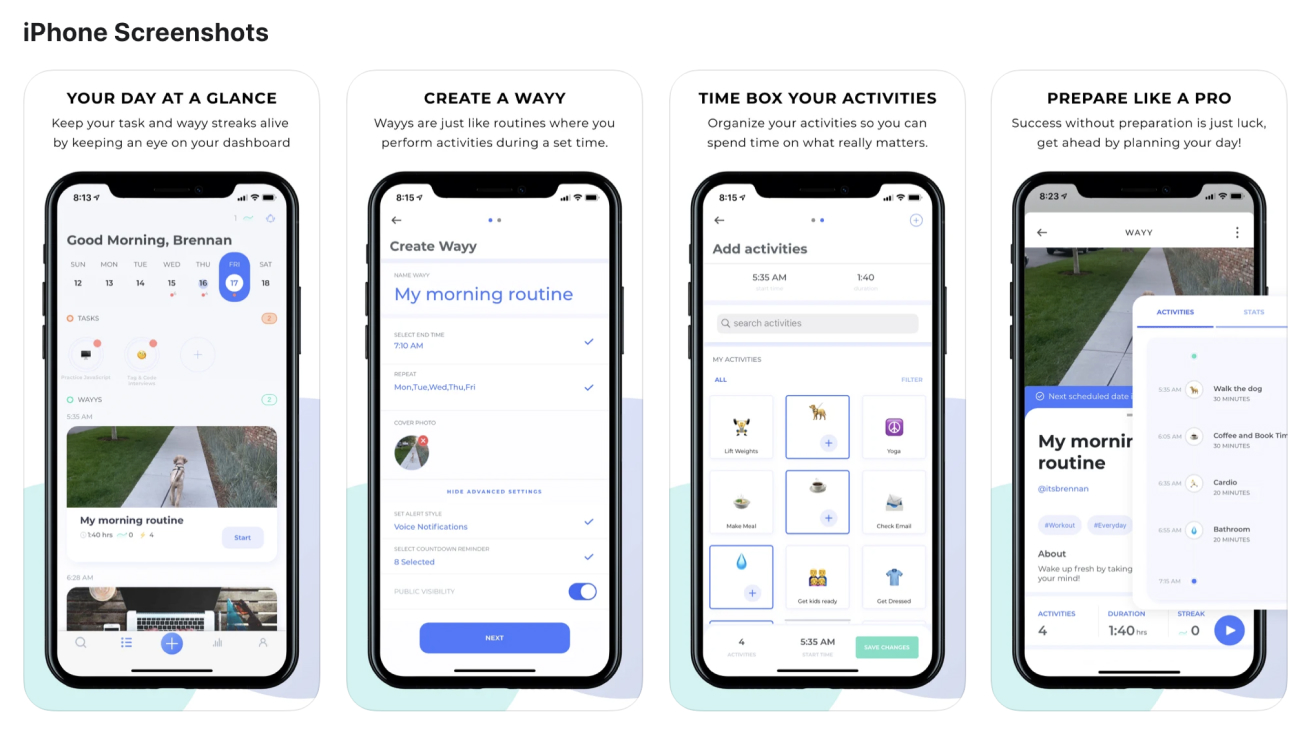 iPhone Screenshots
YOUR DAY AT A GLANCE
Keep your task and wayy streaks alive
by keeping an eye on your dashboard
8:13
1
Good Morning, Brennan
SUN MON TUE WED THU FRI SAT
12 13 14 15 16 17 18
TASKS 2
Practice JavaScript
Top 5 Code
Interviews
WAYYS 2
5:35 AM
My morning routine
1:40 hrs 0 4
Start
6:28 AM
CREATE A WAYY
Wayys are just like routines where you
perform activities during a set time.
8:15
Create Wayy
NAME WAYY
My morning routine
SELECT END TIME
7:10 AM
REPEAT
Mon,Tue,Wed,Thu,Fri
COVER PHOTO
HIDE ADVANCED SETTINGS
SET ALERT STYLE
Voice Notifications
SELECT COUNTDOWN REMINDER
8 Selected
PUBLIC VISIBILITY
NEXT
TIME BOX YOUR ACTIVITIES
Organize your activities so you can
spend time on what really matters.
8:15
Add activities
5:35 AM 1:40
start time duration
search activities
MY ACTIVITIES
ALL FILTER
Lift Weights Yoga
Make Meal Check Email
Get kids ready Get Dressed
4 5:35 AM
ACTIVITIES START TIME
SAVE CHANGES
PREPARE LIKE A PRO
Success without preparation is just luck,
get ahead by planning your day!
8:23
WAYY
ACTIVITIES STATS
Next scheduled date
5:35 AM Walk the dog
30 MINUTES
6:05 AM Coffee and Book Tim
30 MINUTES
6:35 AM Cardio
20 MINUTES
6:55 AM Bathroom
20 MINUTES
7:15 AM
My mornir
routine
@itsbrennan
#Workout #Everyday
About
Wake up fresh by taking
your mind!
ACTIVITIES DURATION STREAK
4 1:40 hrs 0